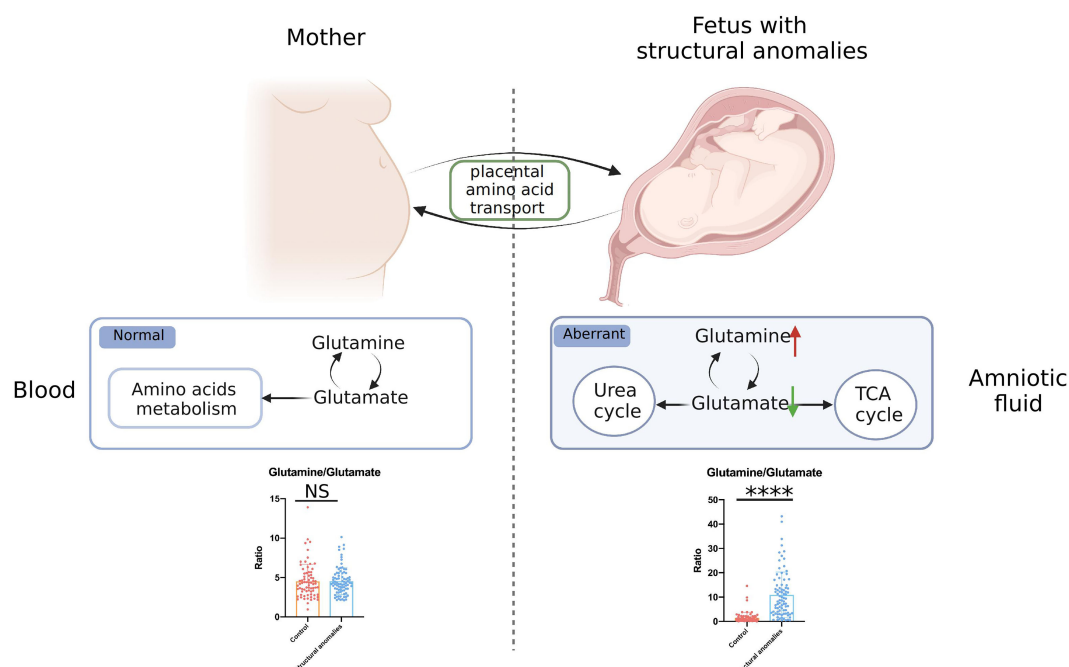 Mother
Fetus with
structural anomalies
placental
amino acid
transport
Normal
Glutamine
Amino acids
metabolism
Glutamate
Blood
Aberrant
Glutamine
Urea
cycle
Glutamate
TCA
cycle
Amniotic
fluid
Glutamine/Glutamate
NS
15
10
5
0
Ratio
Control
anomalies
Glutamine/Glutamate
****
50
40
30
20
10
0
Ratio
Control
anomalies